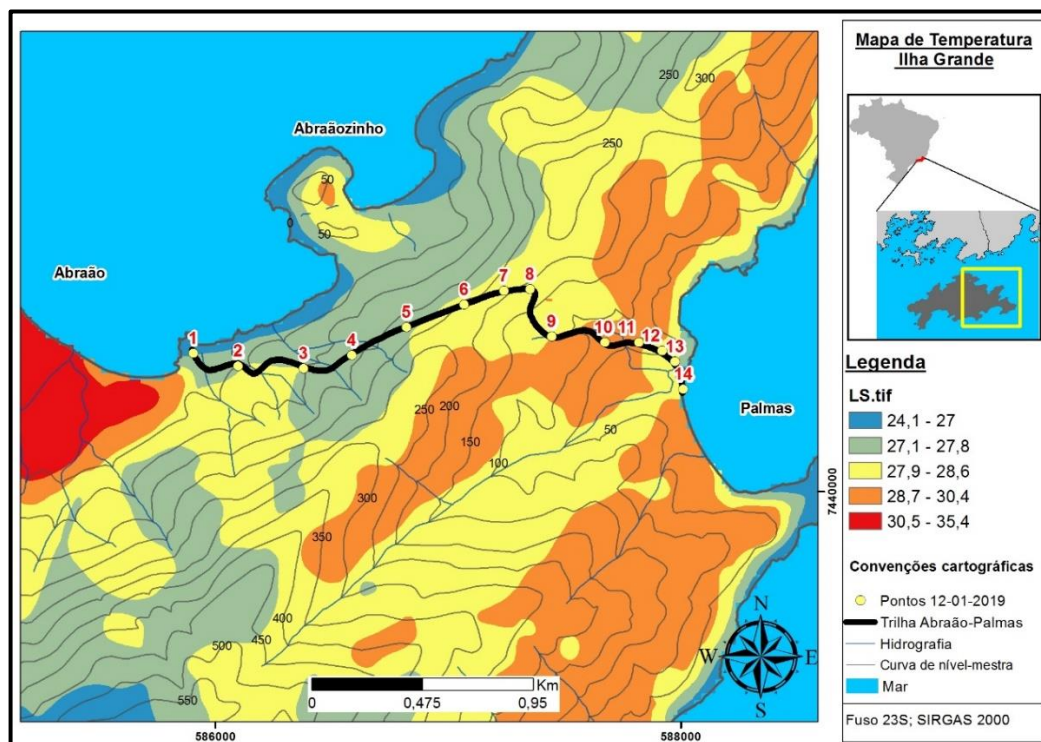 Mapa de Temperatura
Ilha Grande
Abraãozinho
Abraão
Palmas
250
300
250
50
0
50
1
2
3
4
5
6
7
8
9
10
11
12
13
14
250
200
150
100
50
300
350
400
450
500
550
7440000
586000
588000
Km
0
0,475
0,95
N
W
E
S
Legenda
LS.tif
24,1 - 27
27,1 - 27,8
27,9 - 28,6
28,7 - 30,4
30,5 - 35,4
Convenções cartográficas
Pontos 12-01-2019
Trilha Abraão-Palmas
Hidrografia
Curva de nível-mestra
Mar
Fuso 23S; SIRGAS 2000